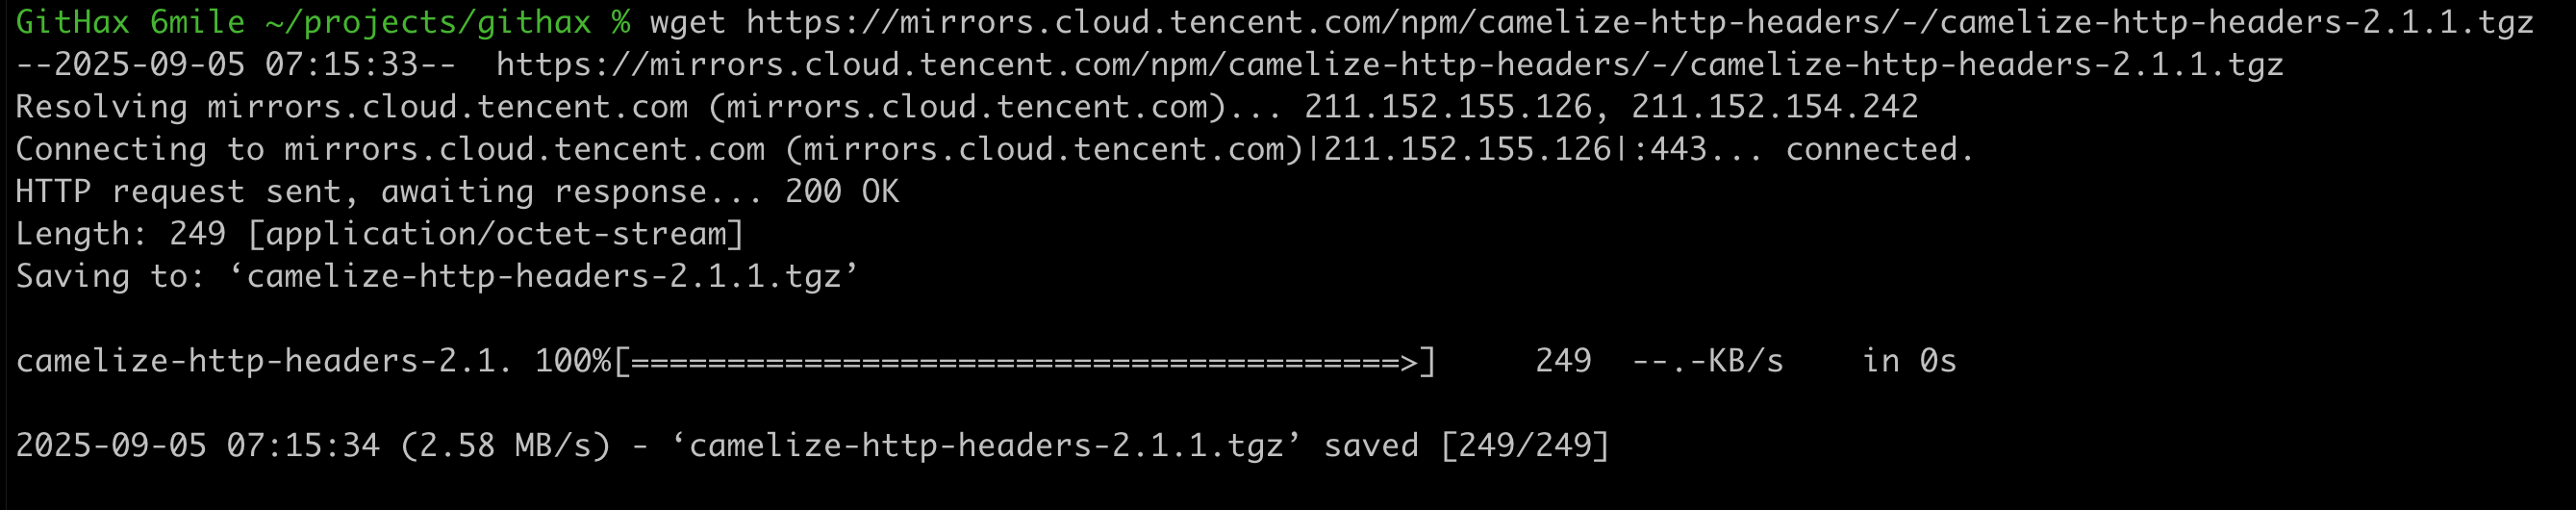 GitHax 6mile ~/projects/githax % wget https://mirrors.cloud.tencent.com/npm/camelize-http-headers/-/camelize-http-headers-2.1.1.tgz
--2025-09-05 07:15:33--  https://mirrors.cloud.tencent.com/npm/camelize-http-headers/-/camelize-http-headers-2.1.1.tgz
Resolving mirrors.cloud.tencent.com (mirrors.cloud.tencent.com)... 211.152.155.126, 211.152.154.242
Connecting to mirrors.cloud.tencent.com (mirrors.cloud.tencent.com)|211.152.155.126|:443... connected.
HTTP request sent, awaiting response... 200 OK
Length: 249 [application/octet-stream]
Saving to: ‘camelize-http-headers-2.1.1.tgz’
camelize-http-headers-2.1. 100%[========================================>]     249  --.-KB/s    in 0s
2025-09-05 07:15:34 (2.58 MB/s) - ‘camelize-http-headers-2.1.1.tgz’ saved [249/249]